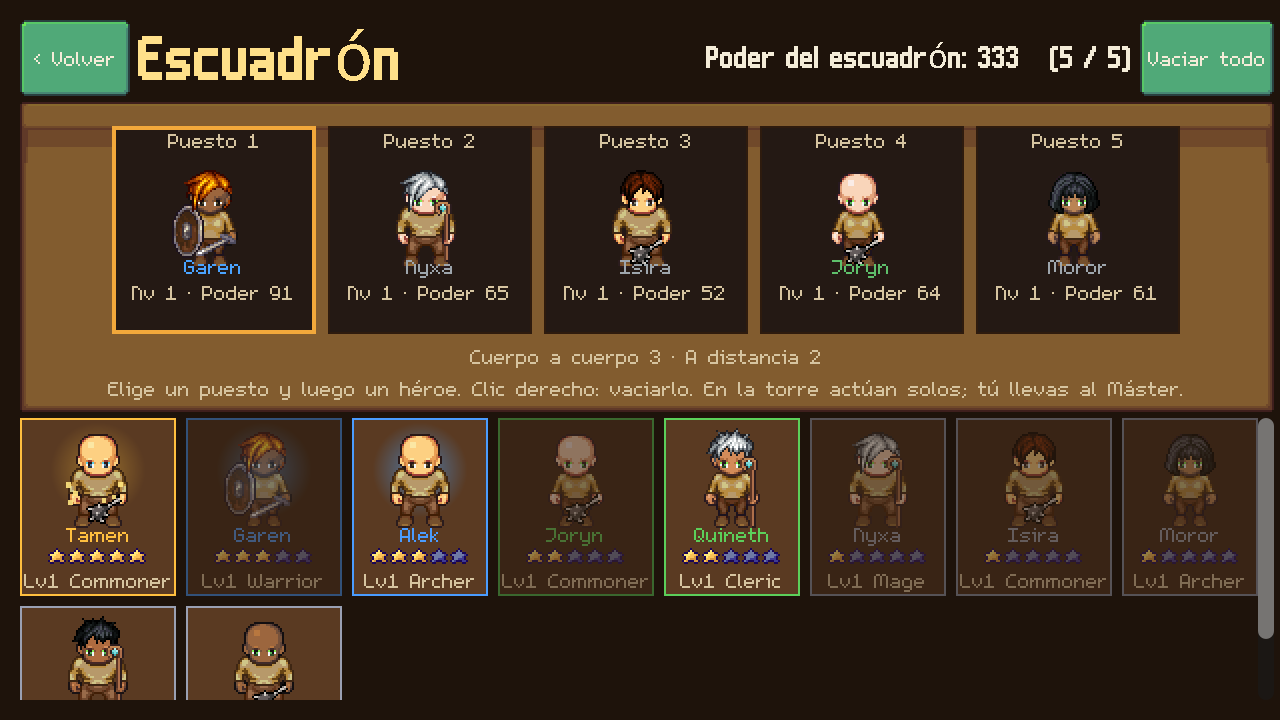 < Volver
Escuadrón
Poder del escuadrón: 333 (5 / 5)
Vaciar todo
Puesto 1
Garen
Nv 1 · Poder 91
Puesto 2
Nyxa
Nv 1 · Poder 65
Puesto 3
Isira
Nv 1 · Poder 52
Puesto 4
Joryn
Nv 1 · Poder 64
Puesto 5
Moror
Nv 1 · Poder 61
Cuerpo a cuerpo 3 · A distancia 2
Elige un puesto y luego un héroe. Clic derecho: vaciarlo. En la torre actúan solos; tú llevas al Máster.
Tamen
Lv1 Commoner
Garen
Lv1 Warrior
Alek
Lv1 Archer
Joryn
Lv1 Commoner
Quineth
Lv1 Cleric
Nyxa
Lv1 Mage
Isira
Lv1 Commoner
Moror
Lv1 Archer